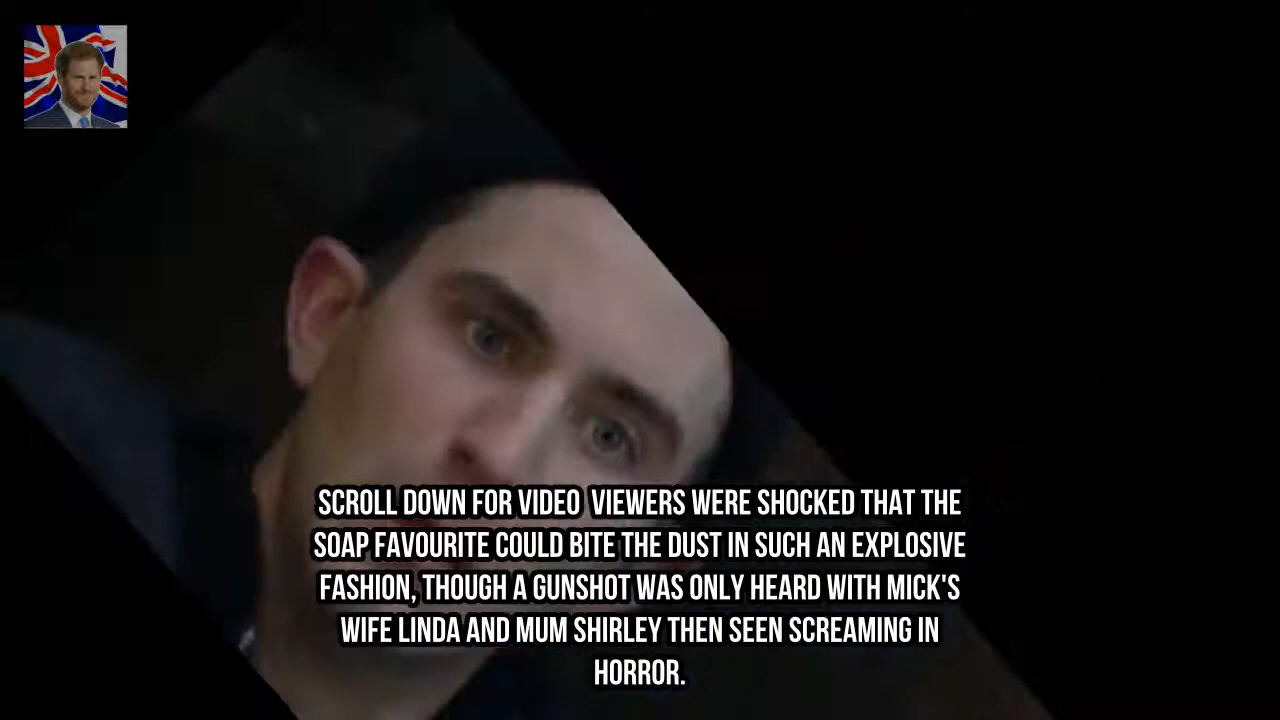 SCROLL DOWN FOR VIDEO  VIEWERS WERE SHOCKED THAT THE
SOAP FAVOURITE COULD BITE THE DUST IN SUCH AN EXPLOSIVE
FASHION, THOUGH A GUNSHOT WAS ONLY HEARD WITH MICK'S
WIFE LINDA AND MUM SHIRLEY THEN SEEN SCREAMING IN
HORROR.